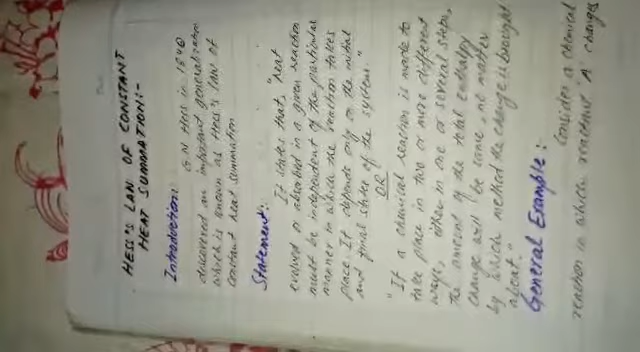 HESS'S LAW OF CONSTANT
HEAT SUMMATION:-
Introduction:
G.N Hess in 1840
discovered an important generalization
which is known as Hess's law of
constant heat summation
Statement:
It states that, "heat
evolved or absorbed in a given reaction
must be independent of the particular
manner in which the reaction takes
place. It depends only on the initial
and final states of the system."
OR
"If a chemical reaction is made to
take place in two or more different
ways, either in one or several steps,
the amount of the total enthalpy
change will be same, no matter
by which method the change is brought
about."
General Example:
Consider a chemical
reaction in which reactant 'A' changes